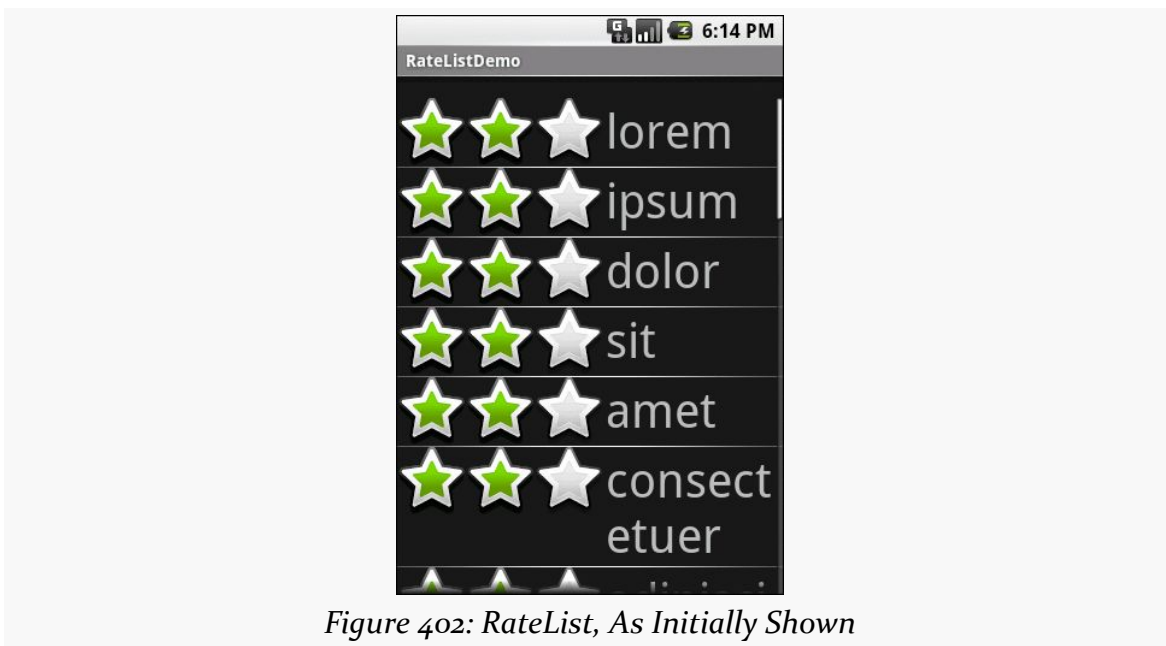 6:14 PM
RateListDemo
lorem
ipsum
dolor
sit
amet
consect
etuer
Figure 402: RateList, As Initially Shown